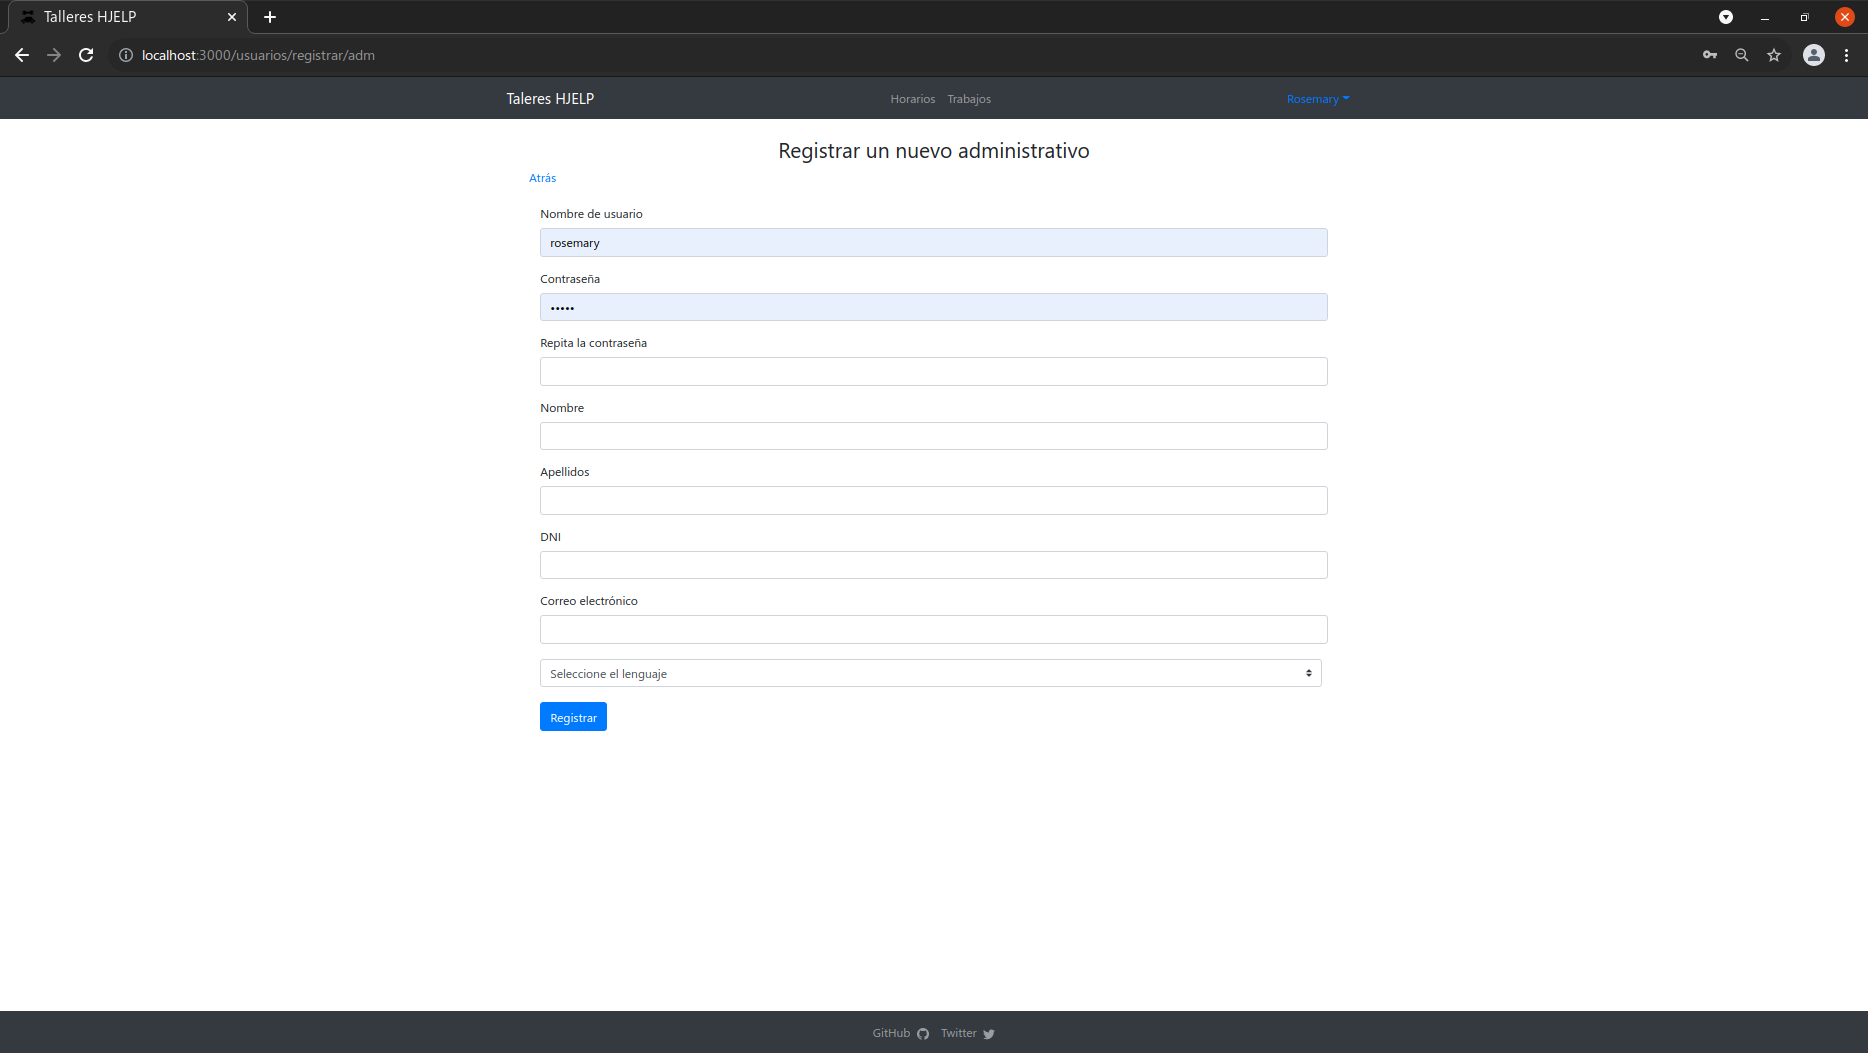 Talleres HJELP
localhost:3000/usuarios/registrar/adm
Taleres HJELP
Horarios Trabajos
Rosemary
Registrar un nuevo administrativo
Atrás
Nombre de usuario
rosemary
Contraseña
•••••
Repita la contraseña
Nombre
Apellidos
DNI
Correo electrónico
Seleccione el lenguaje
Registrar
GitHub Twitter